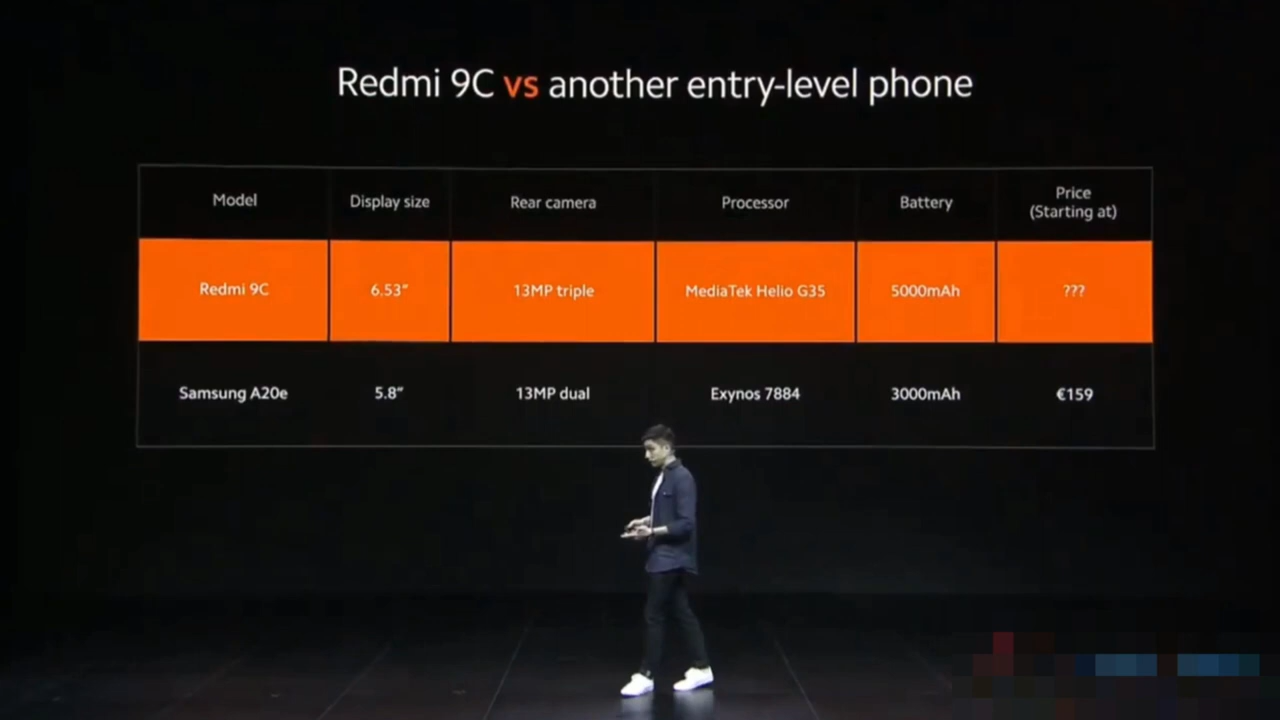 Redmi 9C vs another entry-level phone
Model Display size Rear camera Processor Battery Price (Starting at)
Redmi 9C 6.53” 13MP triple MediaTek Helio G35 5000mAh ???
Samsung A20e 5.8” 13MP dual Exynos 7884 3000mAh €159